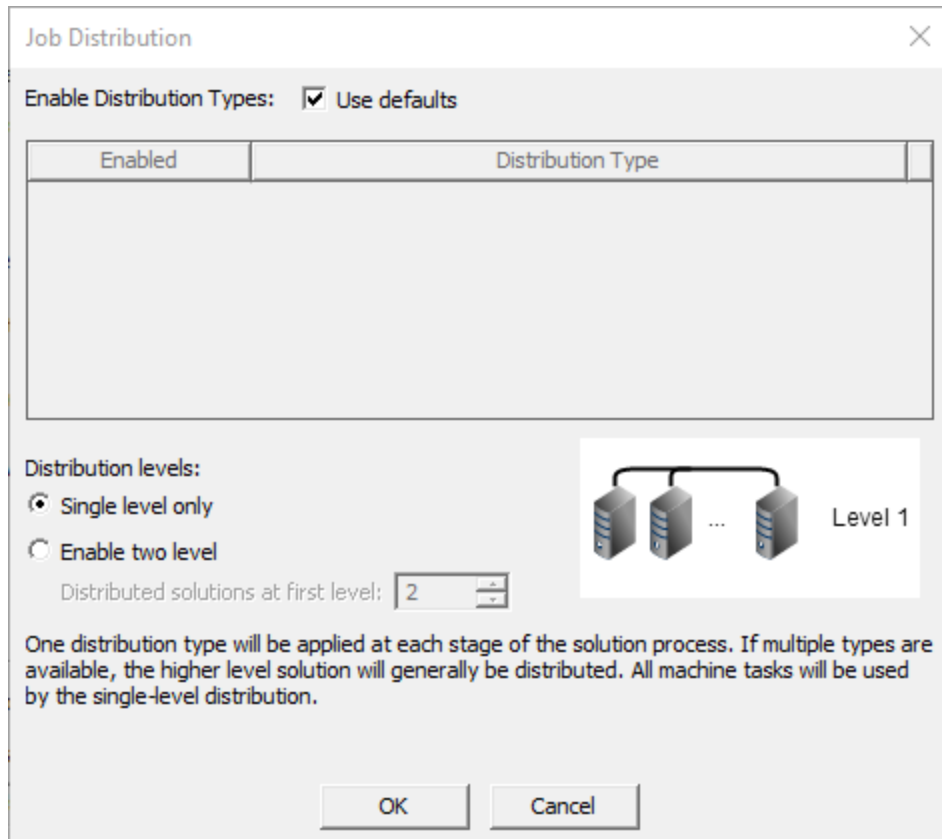 Job Distribution
Enable Distribution Types: Use defaults
Enabled Distribution Type
Distribution levels:
Single level only
... Level 1
Enable two level
Distributed solutions at first level: 2
One distribution type will be applied at each stage of the solution process. If multiple types are
available, the higher level solution will generally be distributed. All machine tasks will be used
by the single-level distribution.
OK Cancel